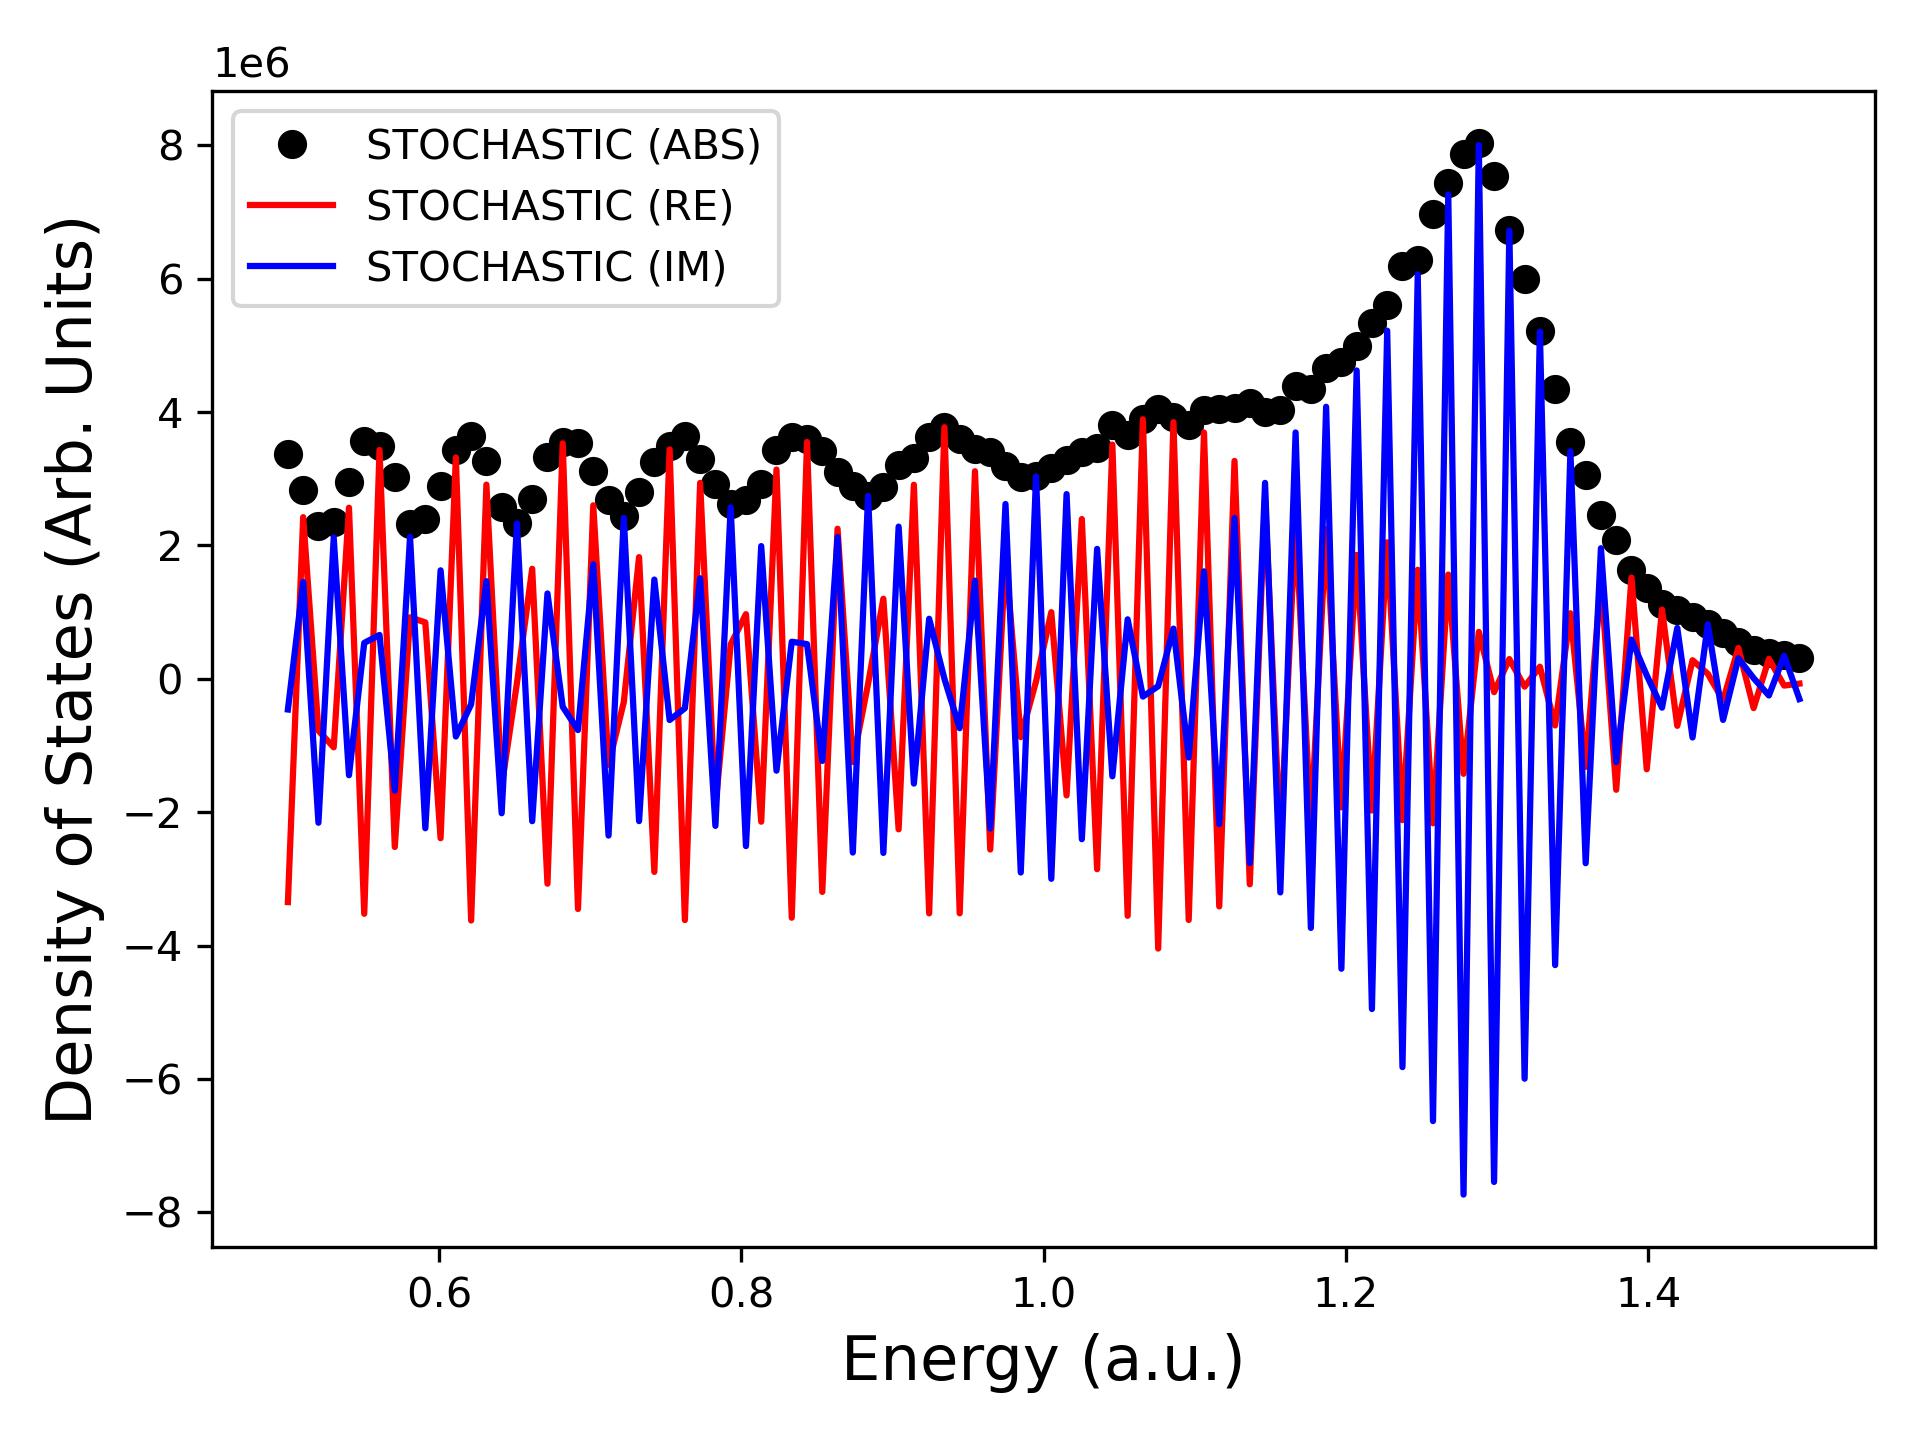 1e6
STOCHASTIC (ABS)
STOCHASTIC (RE)
STOCHASTIC (IM)
8
6
4
2
0
−2
−4
−6
−8
Density of States (Arb. Units)
0.6 0.8 1.0 1.2 1.4
Energy (a.u.)